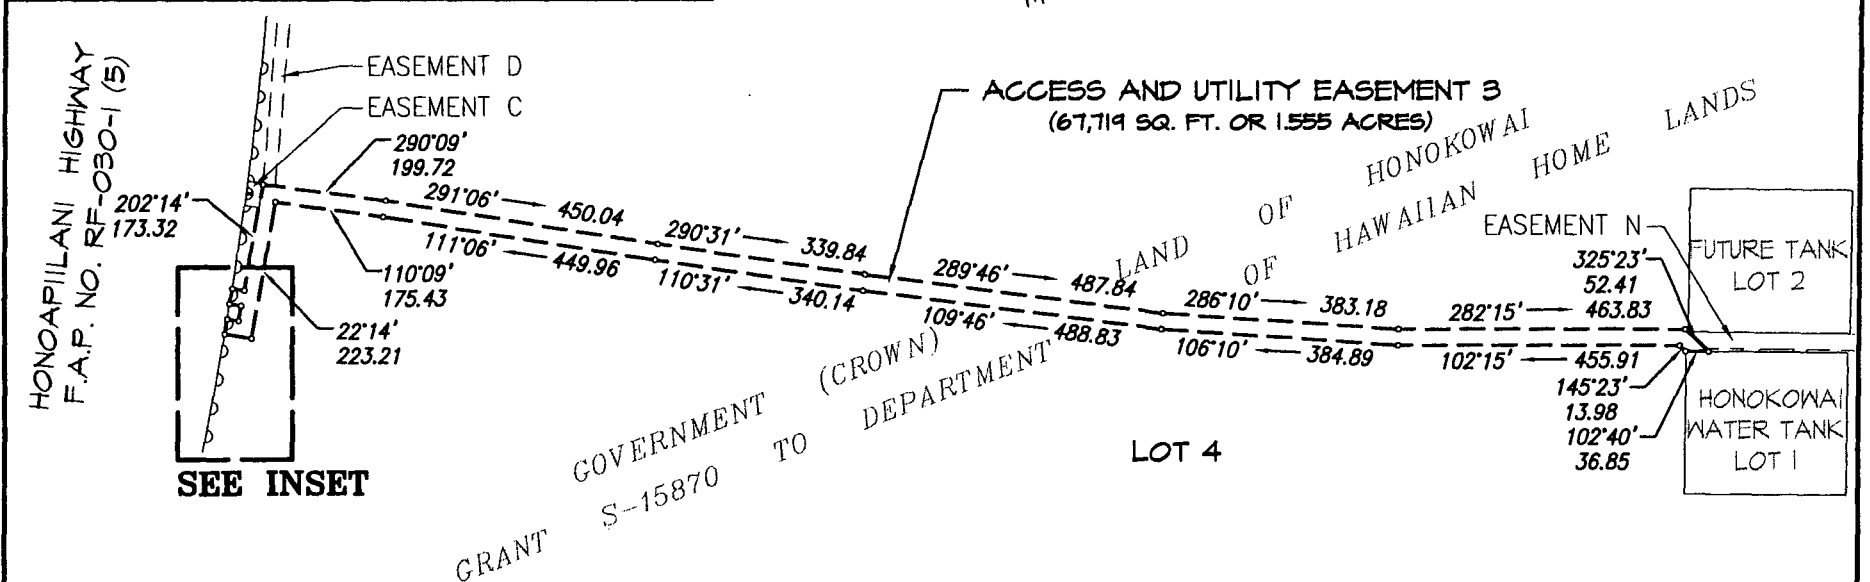 HONOAPIILANI HIGHWAY
F.A.P. NO. RF-030-1 (5)
EASEMENT D
EASEMENT C
ACCESS AND UTILITY EASEMENT 3
(67,719 SQ. FT. OR 1.555 ACRES)
290°09'
199.72
202°14'
173.32
291°06' 450.04
111°06' 449.96
110°09'
175.43
22°14'
223.21
290°31' 339.84
110°31' 340.14
289°46' 487.84
109°46' 488.83
286°10' 383.18
106°10' 384.89
282°15' 463.83
102°15' 455.91
EASEMENT N
325°23'
52.41
145°23'
13.98
102°40'
36.85
FUTURE TANK
LOT 2
HONOKOWAI
WATER TANK
LOT 1
LAND OF HONOKOWAI
GOVERNMENT (CROWN) OF HAWAIIAN HOME LANDS
GRANT S-15870 TO DEPARTMENT
LOT 4
SEE INSET